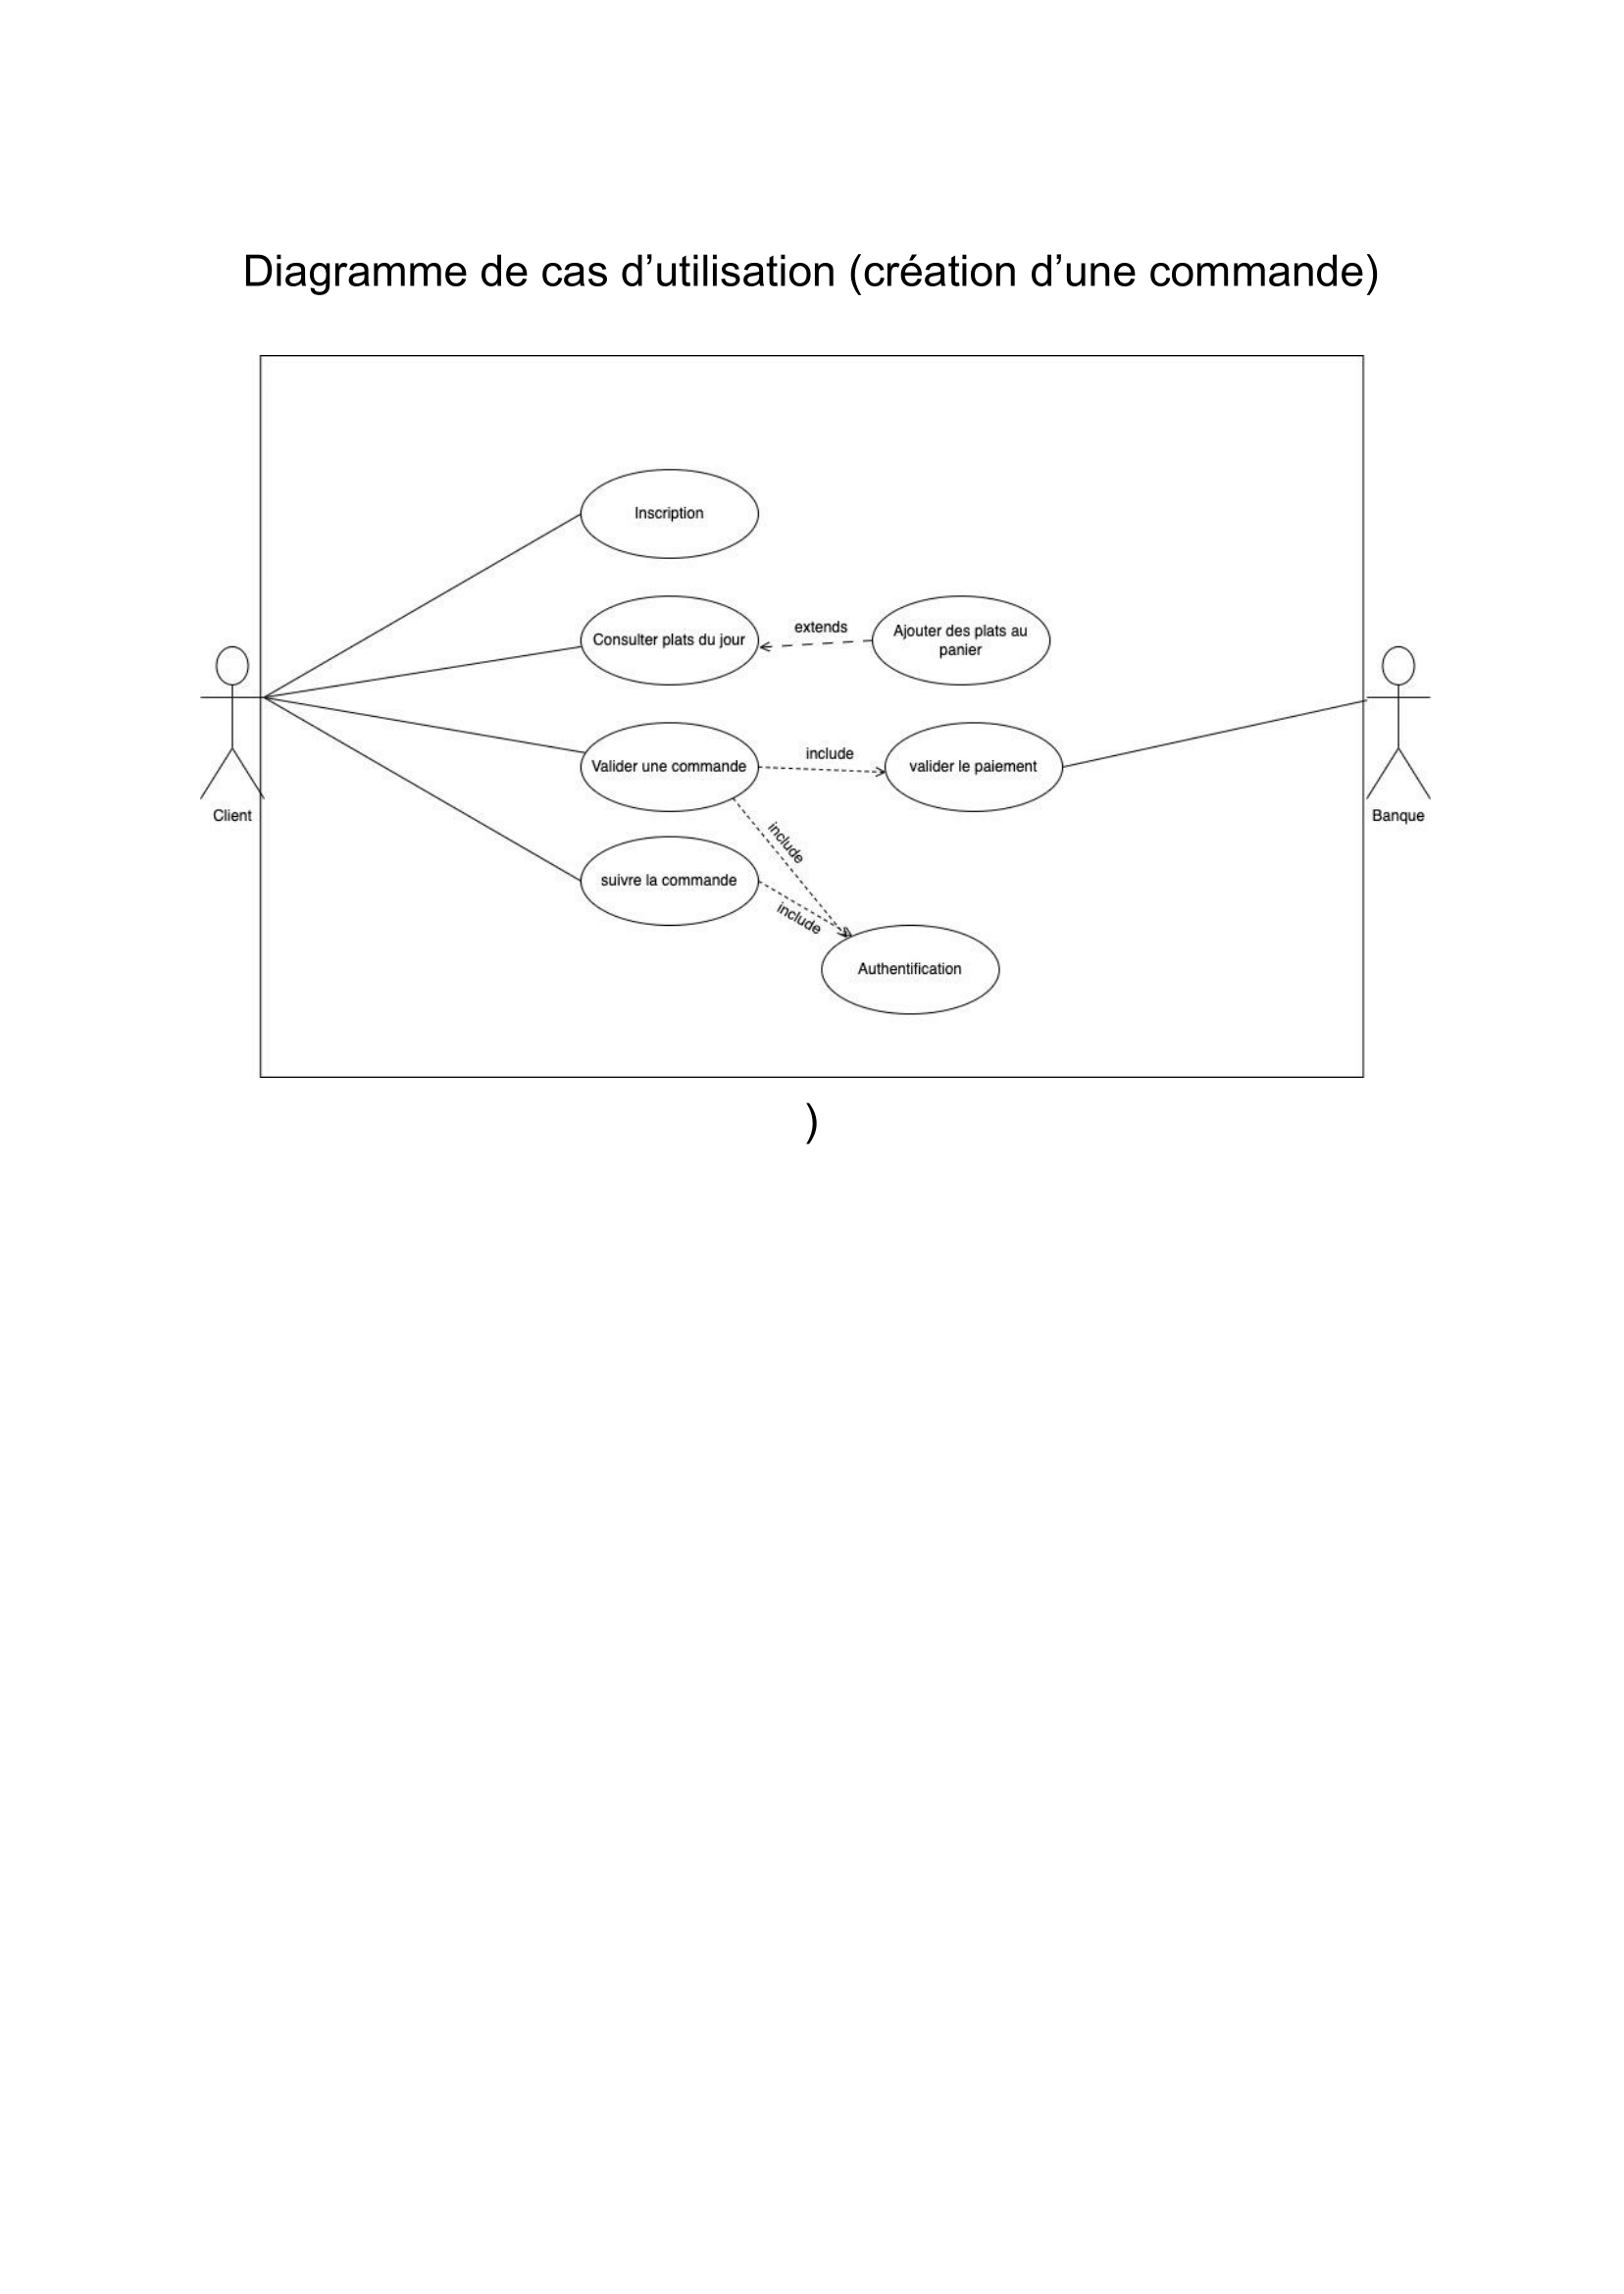 Diagramme de cas d’utilisation (création d’une commande)
Inscription
Consulter plats du jour
extends
Ajouter des plats au
panier
Valider une commande
include
valider le paiement
Client
Banque
include
suivre la commande
include
Authentification
)